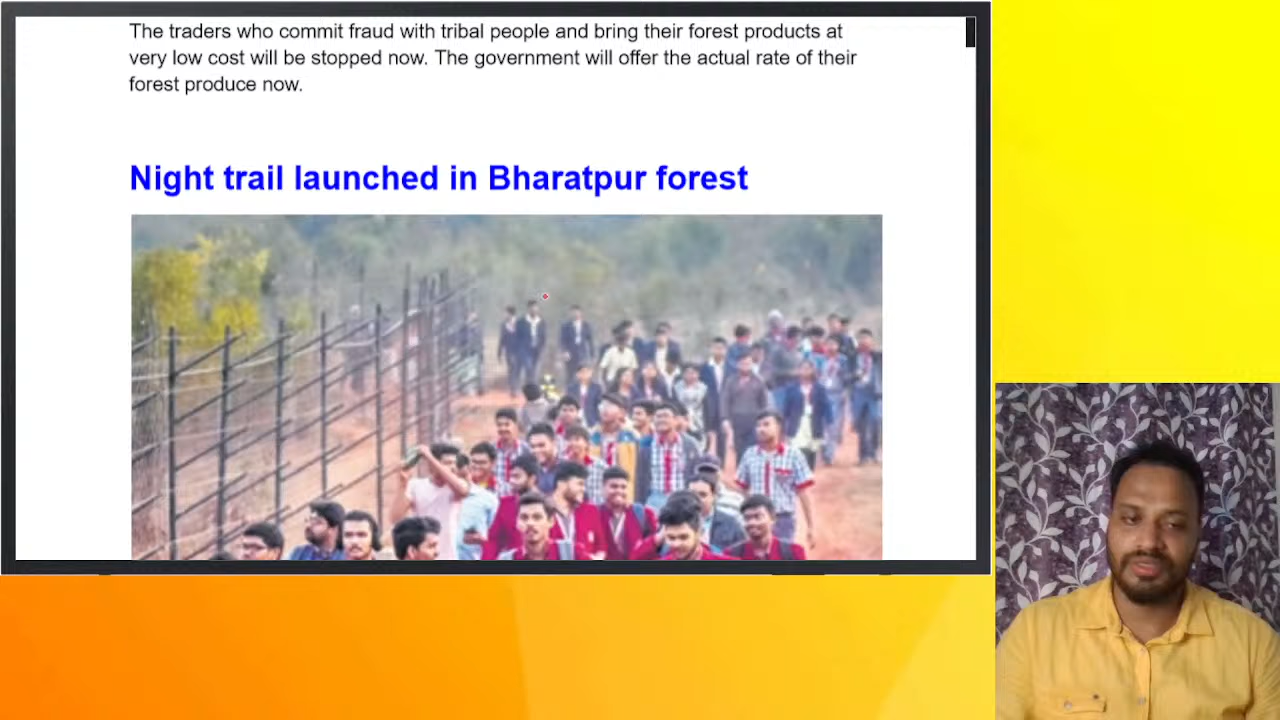 The traders who commit fraud with tribal people and bring their forest products at
very low cost will be stopped now. The government will offer the actual rate of their
forest produce now.
Night trail launched in Bharatpur forest